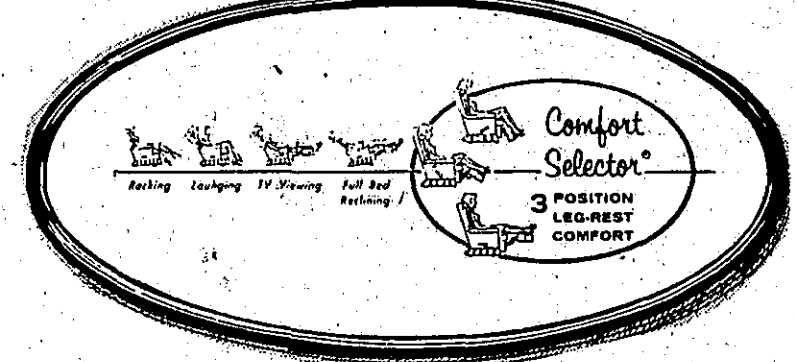 Rocking Lounging TV Viewing Full Bed
Reclining
Comfort
Selector®
3 POSITION
LEG-REST
COMFORT